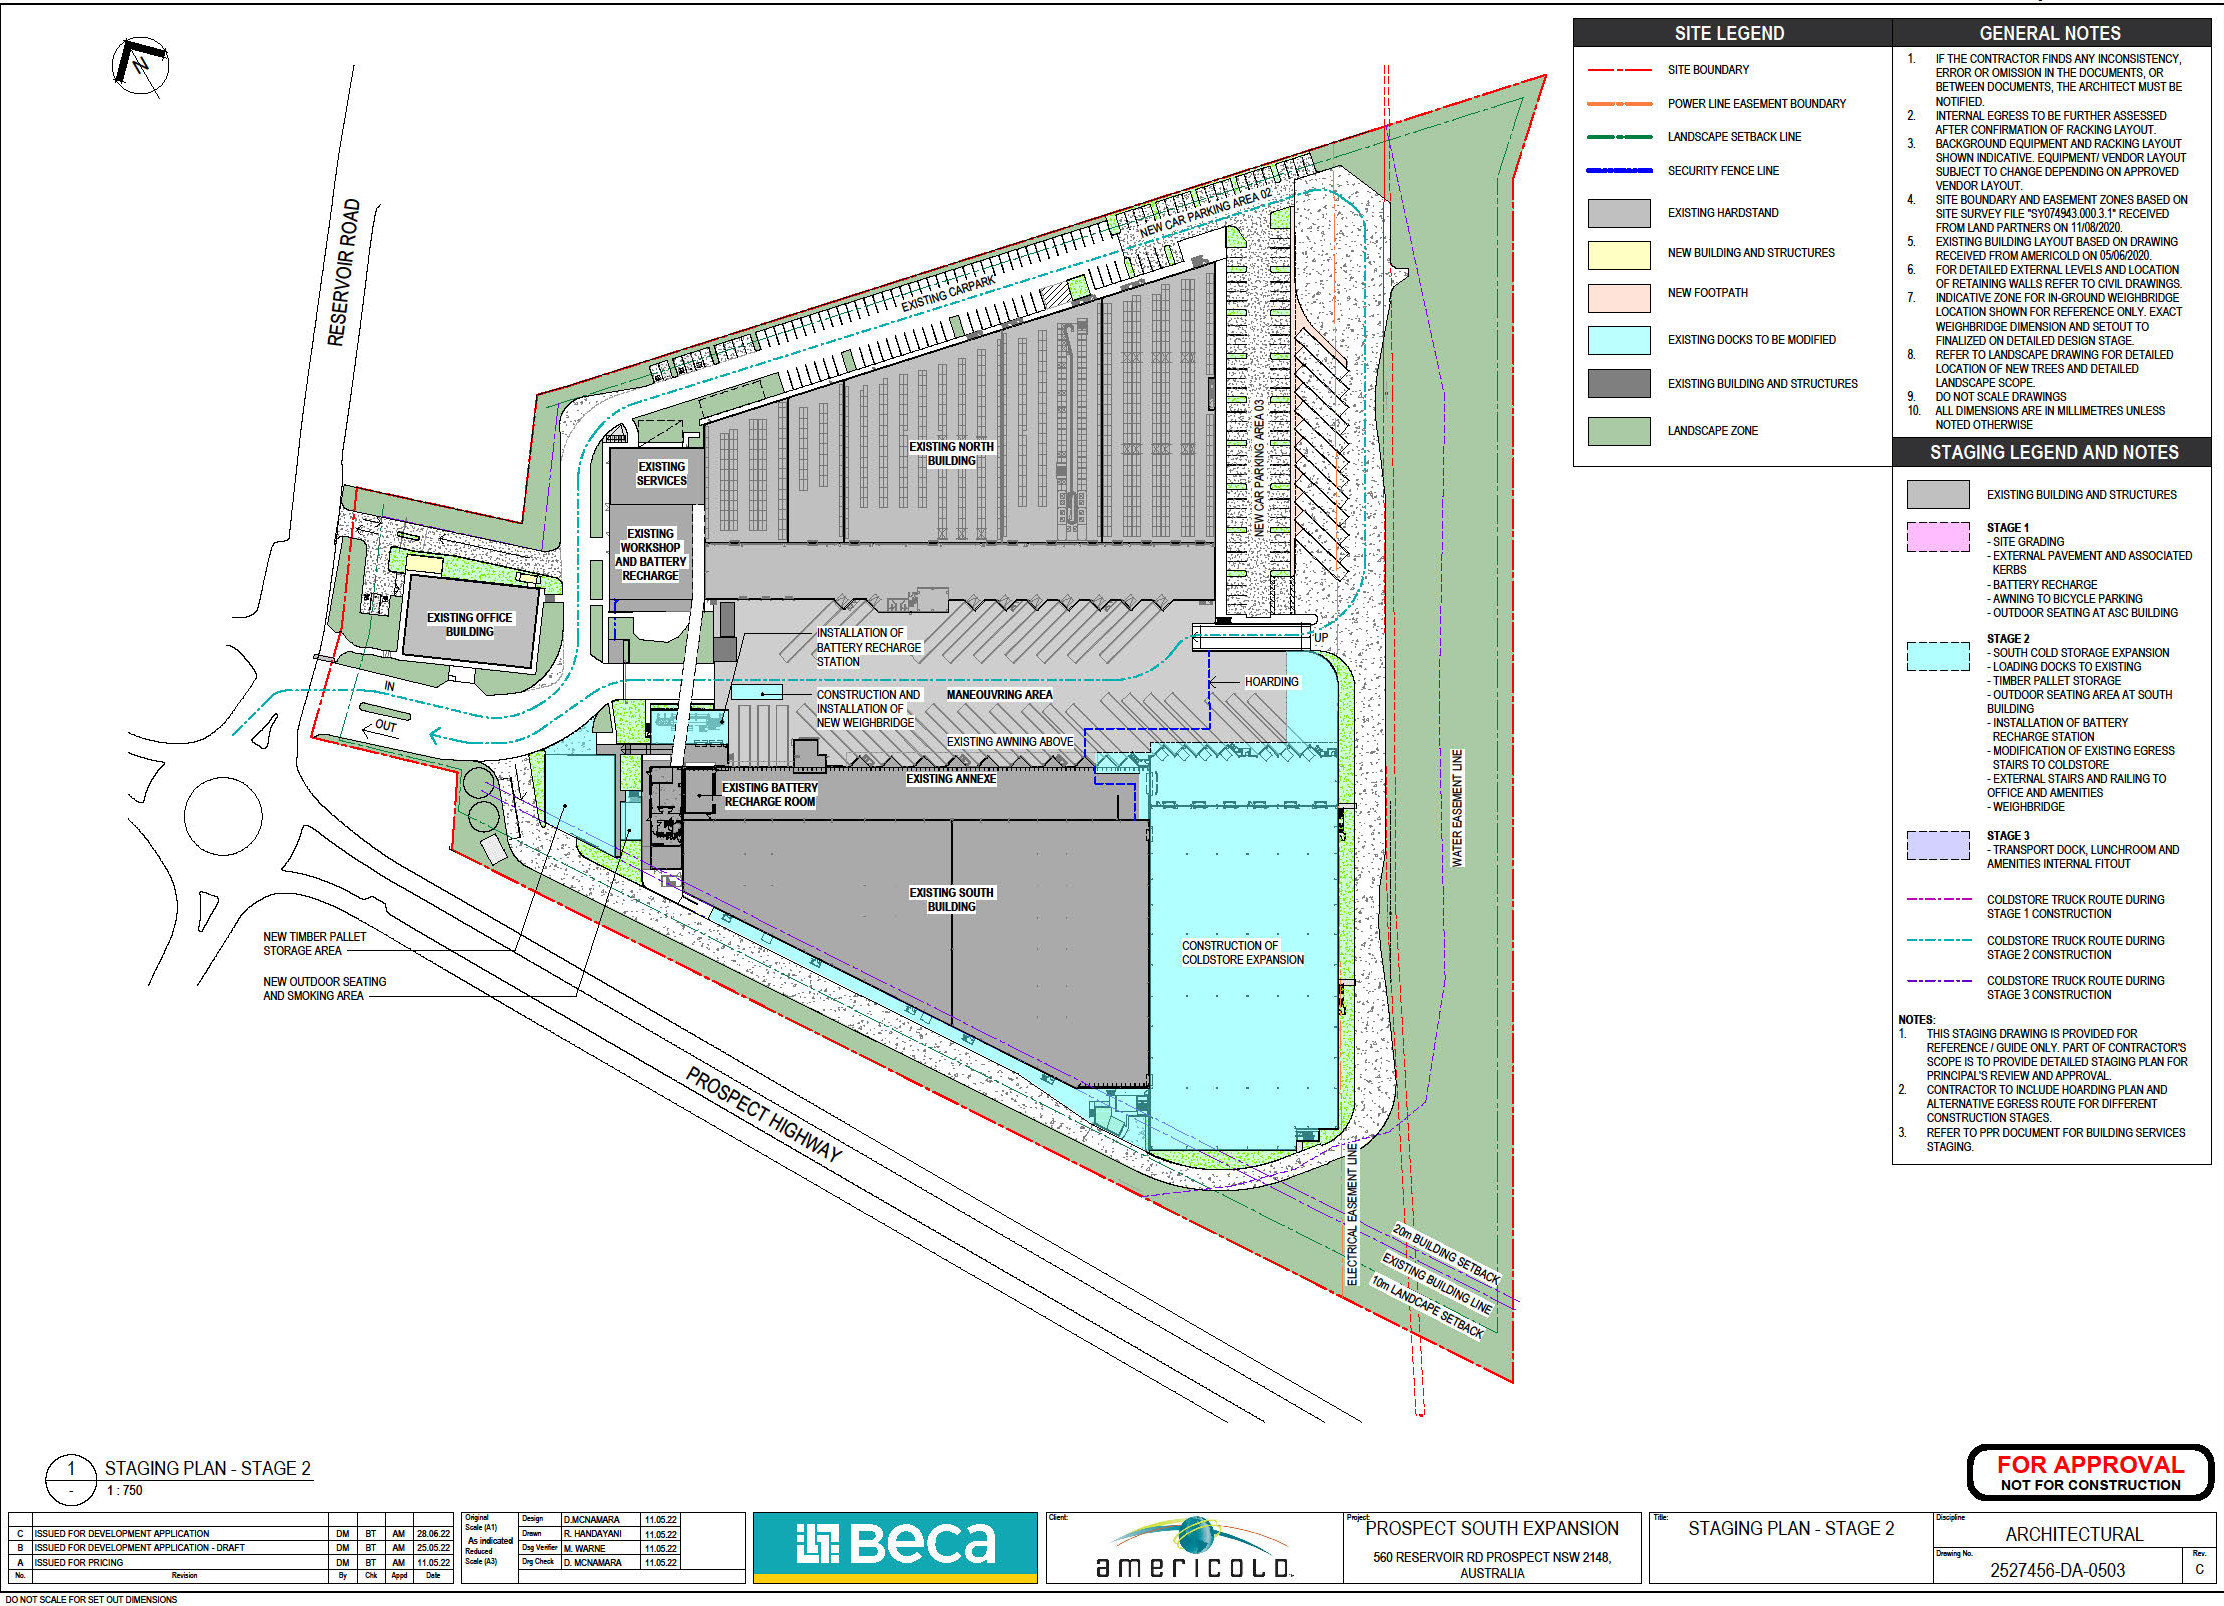 SITE LEGEND
SITE BOUNDARY
POWER LINE EASEMENT BOUNDARY
LANDSCAPE SETBACK LINE
SECURITY FENCE LINE
EXISTING HARDSTAND
NEW BUILDING AND STRUCTURES
NEW FOOTPATH
EXISTING DOCKS TO BE MODIFIED
EXISTING BUILDING AND STRUCTURES
LANDSCAPE ZONE
GENERAL NOTES
1. IF THE CONTRACTOR FINDS ANY INCONSISTENCY,
ERROR OR OMISSION IN THE DOCUMENTS, OR
BETWEEN DOCUMENTS, THE ARCHITECT MUST BE
NOTIFIED.
2. INTERNAL EGRESS TO BE FURTHER ASSESSED
AFTER CONFIRMATION OF RACKING LAYOUT.
3. BACKGROUND EQUIPMENT AND RACKING LAYOUT
SHOWN INDICATIVE. EQUIPMENT/ VENDOR LAYOUT
SUBJECT TO CHANGE DEPENDING ON APPROVED
VENDOR LAYOUT.
4. SITE BOUNDARY AND EASEMENT ZONES BASED ON
SITE SURVEY FILE "SY074943.000.3.1" RECEIVED
FROM LAND PARTNERS ON 11/08/2020.
5. EXISTING BUILDING LAYOUT BASED ON DRAWING
RECEIVED FROM AMERICOLD ON 05/06/2020.
6. FOR DETAILED EXTERNAL LEVELS AND LOCATION
OF RETAINING WALLS REFER TO CIVIL DRAWINGS.
7. INDICATIVE ZONE FOR IN-GROUND WEIGHBRIDGE
LOCATION SHOWN FOR REFERENCE ONLY. EXACT
WEIGHBRIDGE DIMENSION AND SETOUT TO
FINALIZED ON DETAILED DESIGN STAGE.
8. REFER TO LANDSCAPE DRAWING FOR DETAILED
LOCATION OF NEW TREES AND DETAILED
LANDSCAPE SCOPE.
9. DO NOT SCALE DRAWINGS
10. ALL DIMENSIONS ARE IN MILLIMETRES UNLESS
NOTED OTHERWISE
STAGING LEGEND AND NOTES
EXISTING BUILDING AND STRUCTURES
STAGE 1
- SITE GRADING
- EXTERNAL PAVEMENT AND ASSOCIATED
KERBS
- BATTERY RECHARGE
- AWNING TO BICYCLE PARKING
- OUTDOOR SEATING AT ASC BUILDING
STAGE 2
- SOUTH COLD STORAGE EXPANSION
- LOADING DOCKS TO EXISTING
- TIMBER PALLET STORAGE
- OUTDOOR SEATING AREA AT SOUTH
BUILDING
- INSTALLATION OF BATTERY
RECHARGE STATION
- MODIFICATION OF EXISTING EGRESS
STAIRS TO COLDSTORE
- EXTERNAL STAIRS AND RAILING TO
OFFICE AND AMENITIES
- WEIGHBRIDGE
STAGE 3
- TRANSPORT DOCK, LUNCHROOM AND
AMENITIES INTERNAL FITOUT
COLDSTORE TRUCK ROUTE DURING
STAGE 1 CONSTRUCTION
COLDSTORE TRUCK ROUTE DURING
STAGE 2 CONSTRUCTION
COLDSTORE TRUCK ROUTE DURING
STAGE 3 CONSTRUCTION
NOTES:
1. THIS STAGING DRAWING IS PROVIDED FOR
REFERENCE / GUIDE ONLY. PART OF CONTRACTOR'S
SCOPE IS TO PROVIDE DETAILED STAGING PLAN FOR
PRINCIPAL'S REVIEW AND APPROVAL.
2. CONTRACTOR TO INCLUDE HOARDING PLAN AND
ALTERNATIVE EGRESS ROUTE FOR DIFFERENT
CONSTRUCTION STAGES.
3. REFER TO PPR DOCUMENT FOR BUILDING SERVICES
STAGING.
N
RESERVOIR ROAD
NEW CAR PARKING AREA 02
EXISTING CARPARK
NEW CAR PARKING AREA 03
EXISTING NORTH
BUILDING
EXISTING
SERVICES
EXISTING
WORKSHOP
AND BATTERY
RECHARGE
EXISTING OFFICE
BUILDING
INSTALLATION OF
BATTERY RECHARGE
STATION
UP
IN
OUT
CONSTRUCTION AND
INSTALLATION OF
NEW WEIGHBRIDGE
MANEOUVRING AREA
HOARDING
EXISTING AWNING ABOVE
EXISTING ANNEXE
EXISTING BATTERY
RECHARGE ROOM
WATER EASEMENT LINE
EXISTING SOUTH
BUILDING
CONSTRUCTION OF
COLDSTORE EXPANSION
NEW TIMBER PALLET
STORAGE AREA
NEW OUTDOOR SEATING
AND SMOKING AREA
PROSPECT HIGHWAY
ELECTRICAL EASEMENT LINE
20m BUILDING SETBACK
EXISTING BUILDING LINE
10m LANDCAPE SETBACK
1
-
STAGING PLAN - STAGE 2
1 : 750
FOR APPROVAL
NOT FOR CONSTRUCTION
C ISSUED FOR DEVELOPMENT APPLICATION DM BT AM 28.06.22
B ISSUED FOR DEVELOPMENT APPLICATION - DRAFT DM BT AM 25.05.22
A ISSUED FOR PRICING DM BT AM 11.05.22
No. Revision By Chk Appd Date
Original
Scale (A1)
As indicated
Reduced
Scale (A3)
Design D.MCNAMARA 11.05.22
Drawn R. HANDAYANI 11.05.22
Dsg Verifier M. WARNE 11.05.22
Drg Check D. MCNAMARA 11.05.22
Beca
Client:
americold
Project:
PROSPECT SOUTH EXPANSION
560 RESERVOIR RD PROSPECT NSW 2148,
AUSTRALIA
Title:
STAGING PLAN - STAGE 2
Discipline
ARCHITECTURAL
Drawing No.
2527456-DA-0503
Rev.
C
DO NOT SCALE FOR SET OUT DIMENSIONS